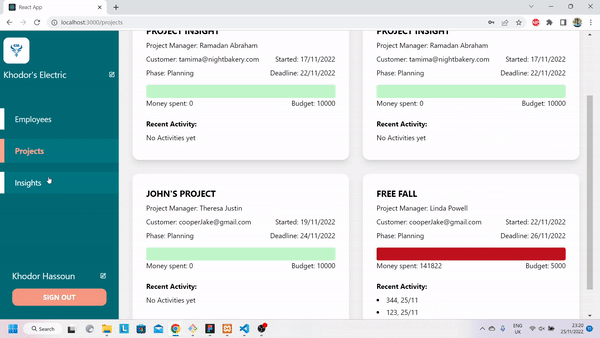 React App
localhost:3000/projects
Khodor's Electric
Employees
Projects
Insights
Khodor Hassoun
SIGN OUT
PROJECT INSIGHT
Project Manager: Ramadan Abraham
Customer: tamima@nightbakery.com Started: 17/11/2022
Phase: Planning Deadline: 22/11/2022
Money spent: 0 Budget: 10000
Recent Activity:
No Activities yet
PROJECT INSIGHT
Project Manager: Ramadan Abraham
Customer: tamima@nightbakery.com Started: 17/11/2022
Phase: Planning Deadline: 22/11/2022
Money spent: 0 Budget: 10000
Recent Activity:
No Activities yet
JOHN'S PROJECT
Project Manager: Theresa Justin
Customer: cooperJake@gmail.com Started: 19/11/2022
Phase: Planning Deadline: 24/11/2022
Money spent: 0 Budget: 10000
Recent Activity:
No Activities yet
FREE FALL
Project Manager: Linda Powell
Customer: cooperJake@gmail.com Started: 22/11/2022
Phase: Planning Deadline: 26/11/2022
Money spent: 141822 Budget: 5000
Recent Activity:
344, 25/11
123, 25/11
Search
ENG
UK
23:20
25/11/2022